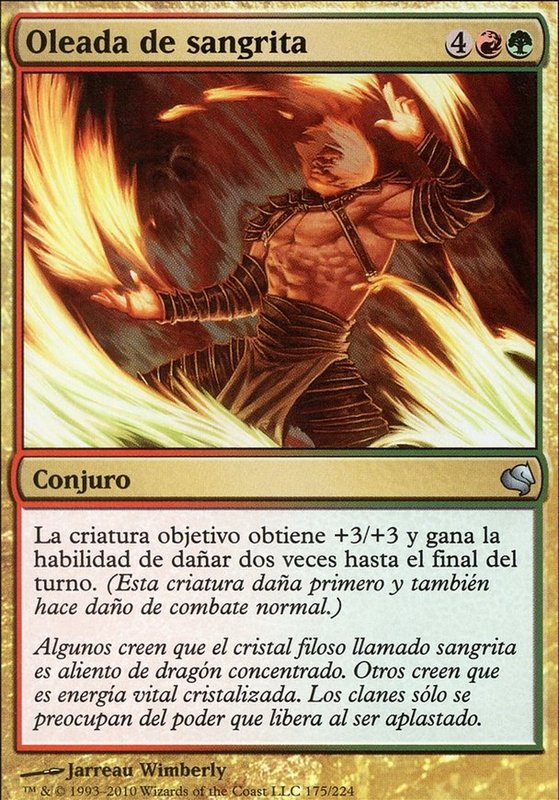 Oleada de sangrita 4
Conjuro
La criatura objetivo obtiene +3/+3 y gana la
habilidad de dañar dos veces hasta el final del
turno. (Esta criatura daña primero y también
hace daño de combate normal.)
Algunos creen que el cristal filoso llamado sangrita
es aliento de dragón concentrado. Otros creen que
es energía vital cristalizada. Los clanes sólo se
preocupan del poder que libera al ser aplastado.
Jarreau Wimberly
™ & © 1993–2010 Wizards of the Coast LLC 175/224